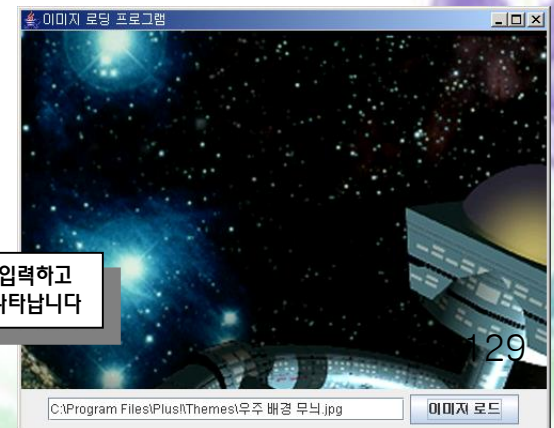 이미지 로딩 프로그램
입력하고
나타납니다
129
C:\Program Files\Plus!\Themes\우주 배경 무늬.jpg
이미지 로드